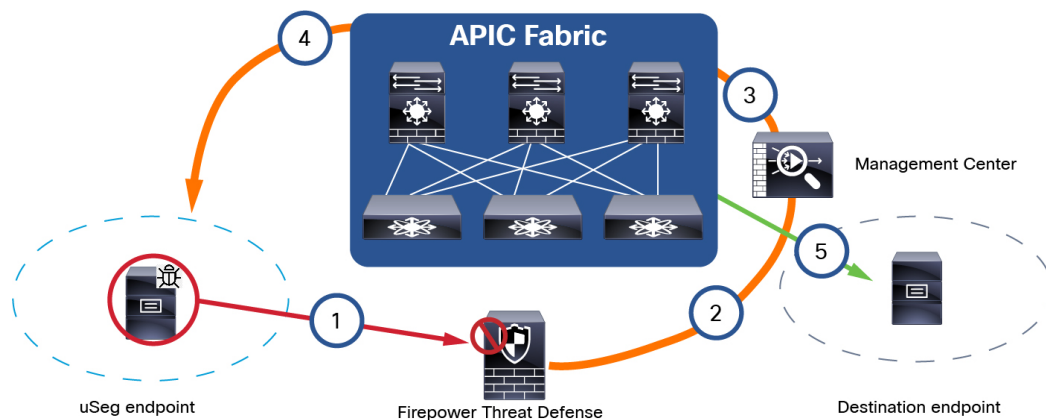 APIC Fabric
4
3
Management Center
5
2
1
uSeg endpoint
Firepower Threat Defense
Destination endpoint